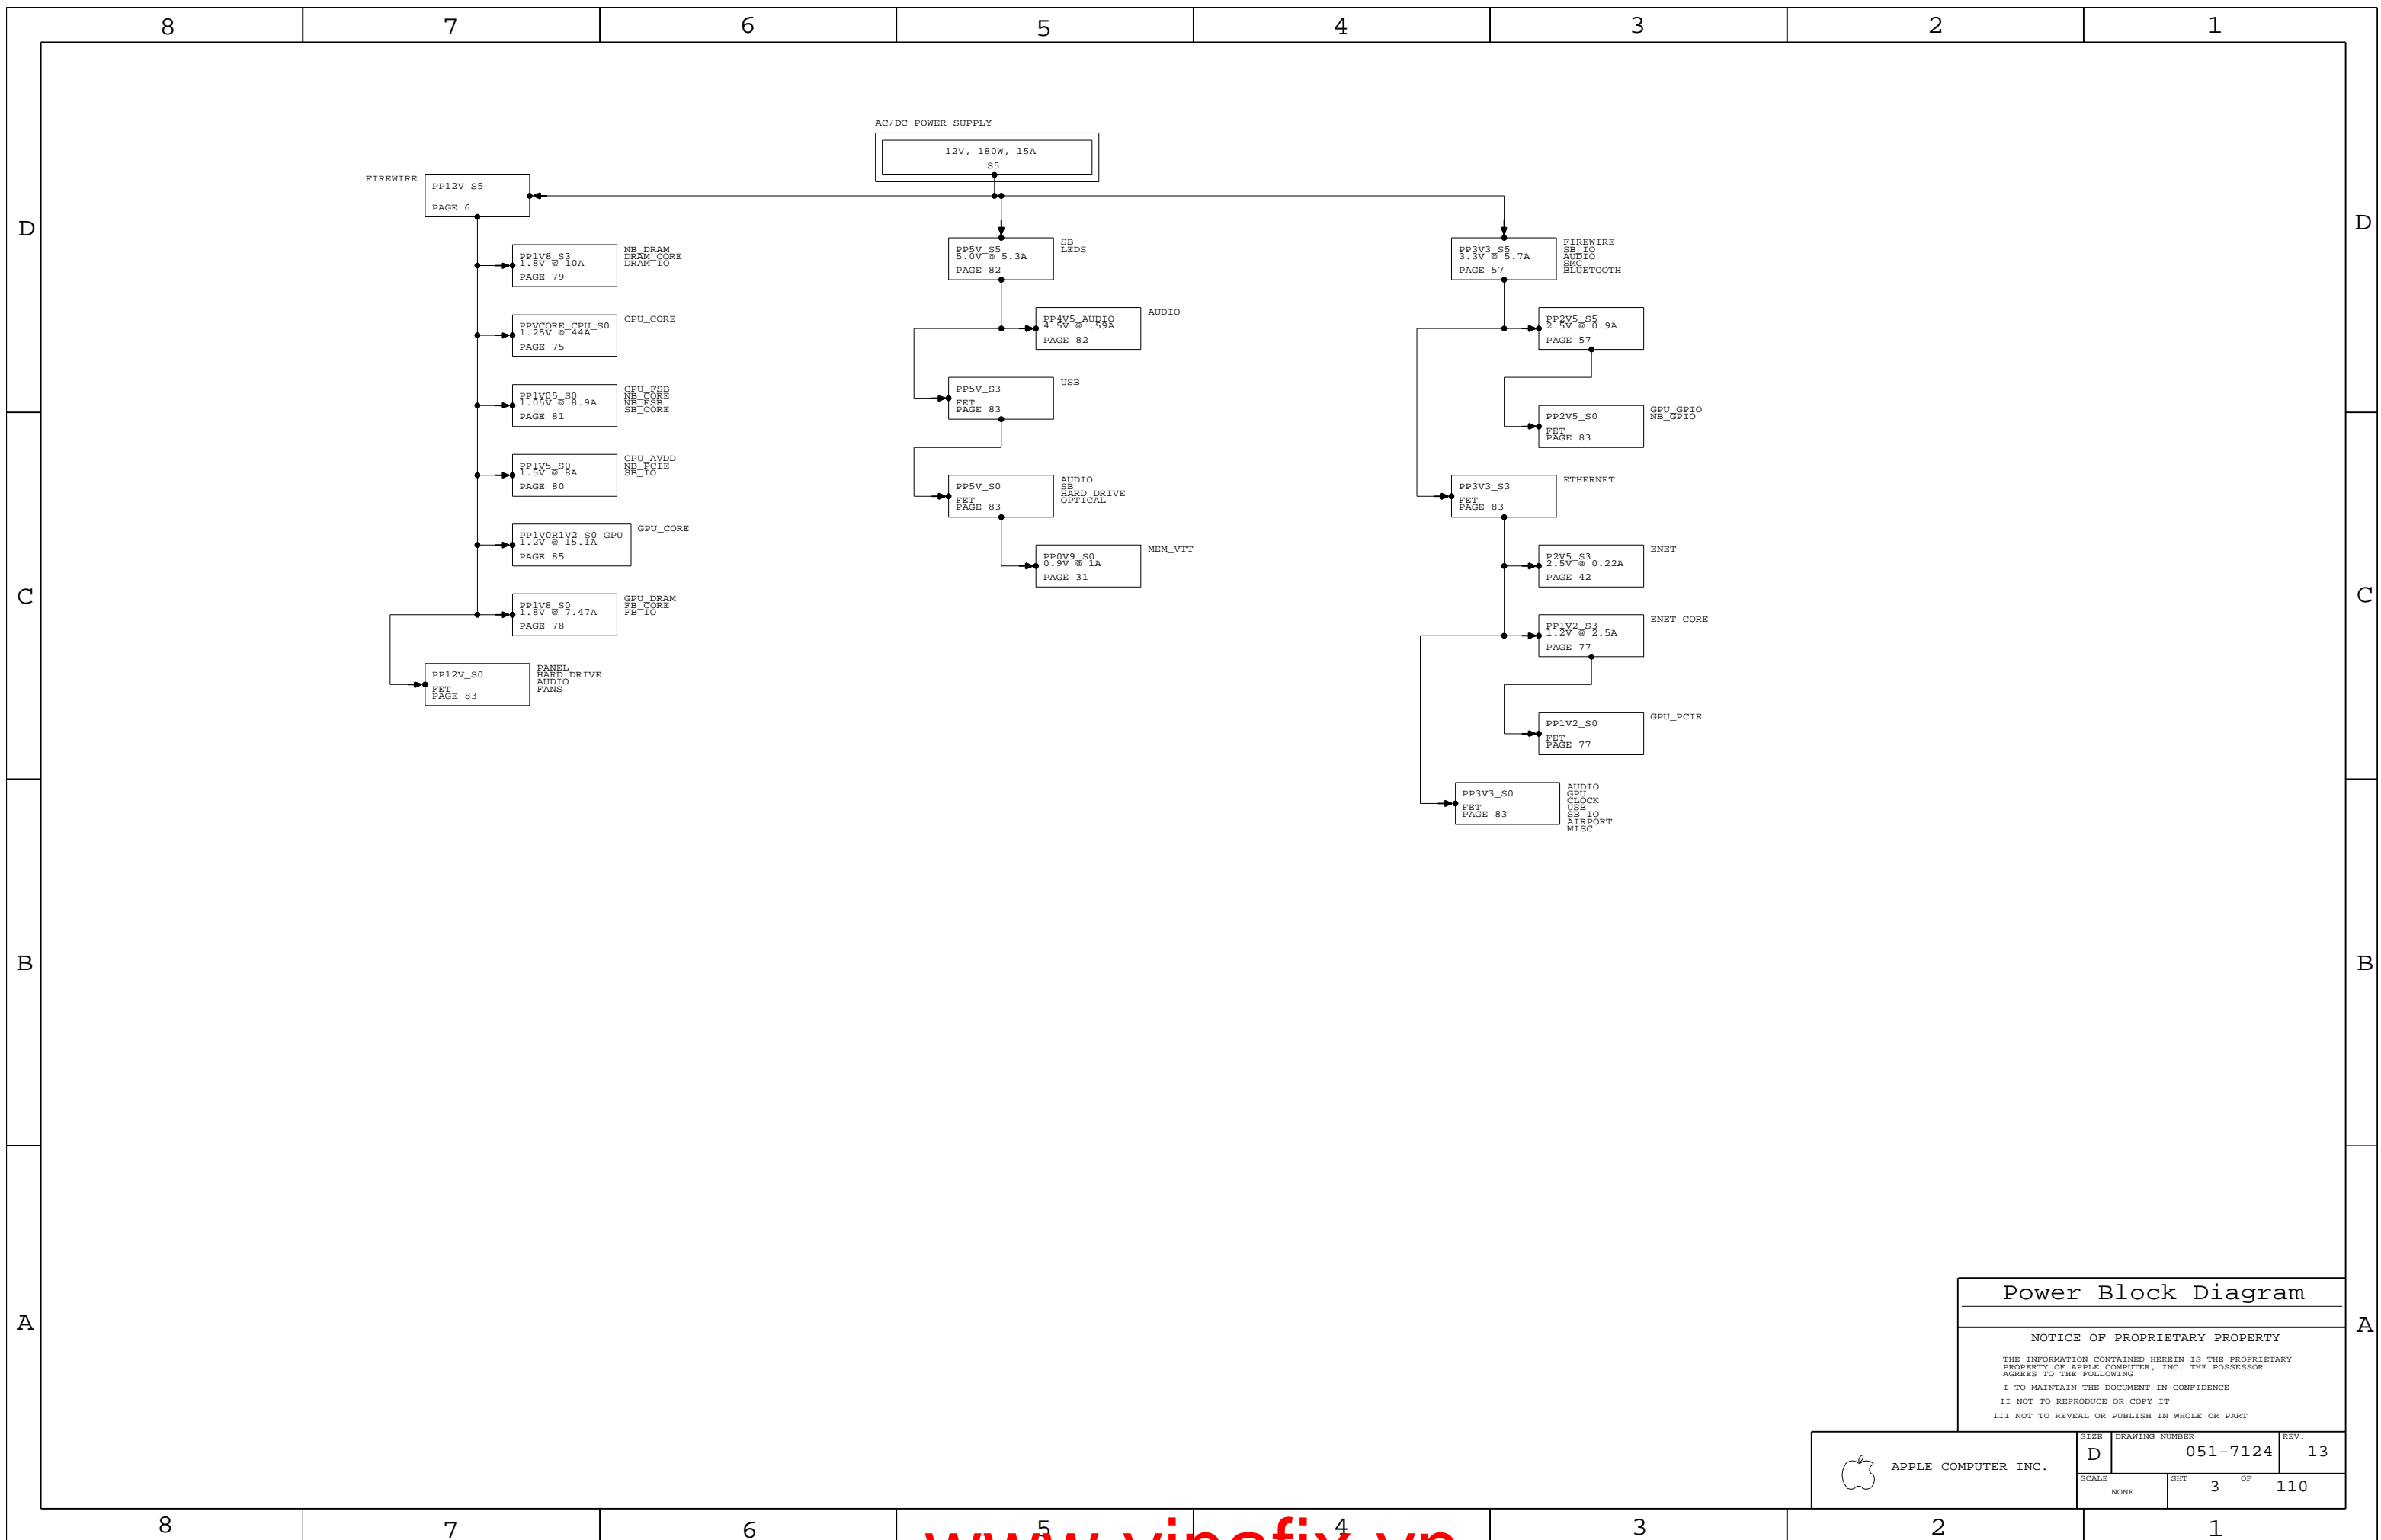 8 7 6 5 4 3 2 1
AC/DC POWER SUPPLY
12V, 180W, 15A
S5
FIREWIRE
PP12V_S5
PAGE 6
D
D
PP1V8_S3
1.8V @ 10A
PAGE 79
NB_DRAM
DRAM_CORE
DRAM_IO
PPVCORE_CPU_S0
1.25V @ 44A
PAGE 75
CPU_CORE
PP1V05_S0
1.05V @ 8.9A
PAGE 81
CPU_FSB
NB_CORE
NB_FSB
SB_CORE
PP1V5_S0
1.5V @ 8A
PAGE 80
CPU_AVDD
NB_PCIE
SB_IO
PP1V0R1V2_S0_GPU
1.2V @ 15.1A
PAGE 85
GPU_CORE
PP1V8_S0
1.8V @ 7.47A
PAGE 78
GPU_DRAM
FB_CORE
FB_IO
PP12V_S0
FET
PAGE 83
PANEL
HARD DRIVE
AUDIO
FANS
PP5V_S5
5.0V @ 5.3A
PAGE 82
SB
LEDS
PP4V5_AUDIO
4.5V @ .59A
PAGE 82
AUDIO
PP5V_S3
FET
PAGE 83
USB
PP5V_S0
FET
PAGE 83
AUDIO
SB
HARD DRIVE
OPTICAL
PP0V9_S0
0.9V @ 1A
PAGE 31
MEM_VTT
PP3V3_S5
3.3V @ 5.7A
PAGE 57
FIREWIRE
SB_IO
AUDIO
SMC
BLUETOOTH
PP2V5_S5
2.5V @ 0.9A
PAGE 57
PP2V5_S0
FET
PAGE 83
GPU_GPIO
NB_GPIO
PP3V3_S3
FET
PAGE 83
ETHERNET
P2V5_S3
2.5V @ 0.22A
PAGE 42
ENET
PP1V2_S3
1.2V @ 2.5A
PAGE 77
ENET_CORE
PP1V2_S0
FET
PAGE 77
GPU_PCIE
PP3V3_S0
FET
PAGE 83
AUDIO
GPU
CLOCK
USB
SB_IO
AIRPORT
MISC
C
C
B
B
A
A
Power Block Diagram
NOTICE OF PROPRIETARY PROPERTY
THE INFORMATION CONTAINED HEREIN IS THE PROPRIETARY
PROPERTY OF APPLE COMPUTER, INC. THE POSSESSOR
AGREES TO THE FOLLOWING
I TO MAINTAIN THE DOCUMENT IN CONFIDENCE
II NOT TO REPRODUCE OR COPY IT
III NOT TO REVEAL OR PUBLISH IN WHOLE OR PART
APPLE COMPUTER INC.
SIZE
D
DRAWING NUMBER
051-7124
REV.
13
SCALE
NONE
SHT
3
OF
110
8 7 6 5 4 3 2 1
www.vinafix.vn